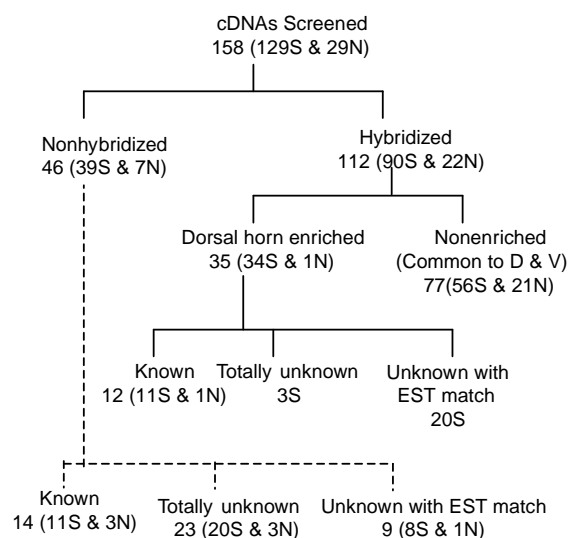 cDNAs Screened
158 (129S & 29N)
Nonhybridized
46 (39S & 7N)
Hybridized
112 (90S & 22N)
Dorsal horn enriched
35 (34S & 1N)
Nonenriched
(Common to D & V)
77(56S & 21N)
Known
12 (11S & 1N)
Totally unknown
3S
Unknown with
EST match
20S
Known
14 (11S & 3N)
Totally unknown
23 (20S & 3N)
Unknown with EST match
9 (8S & 1N)